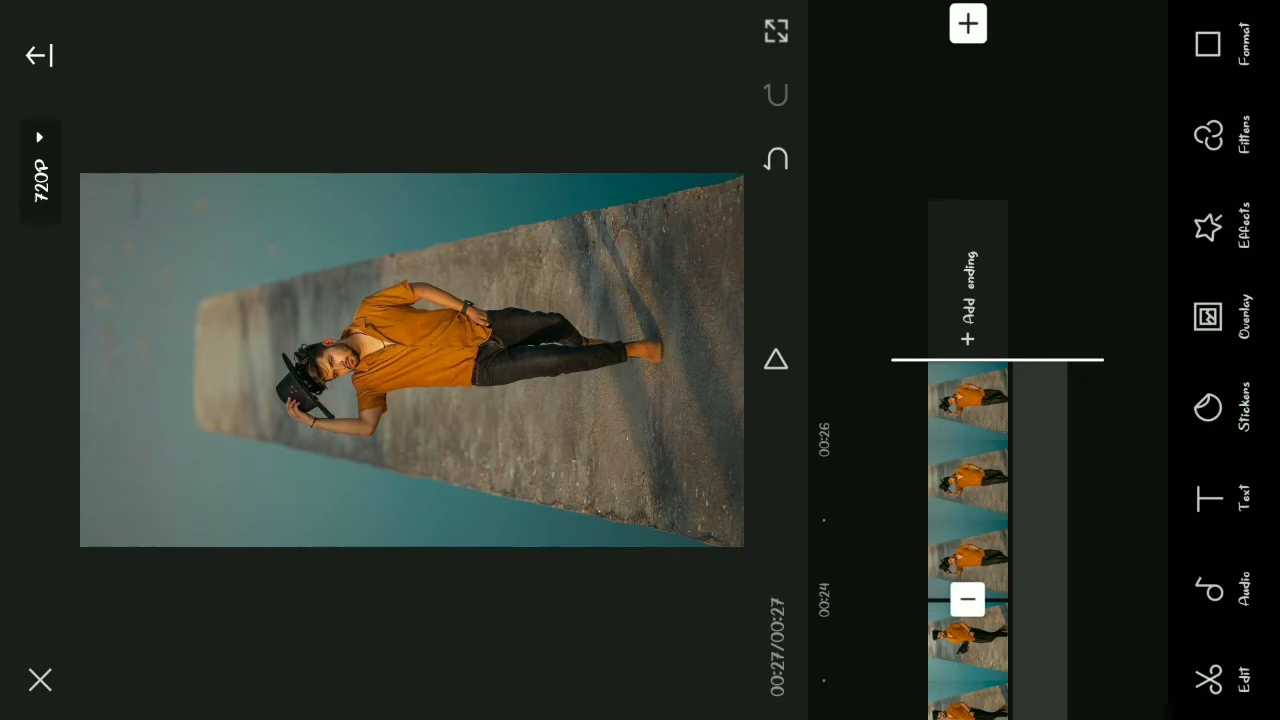 720P
00:27/00:27
00:24
00:26
+ Add ending
Edit
Audio
Text
Stickers
Overlay
Effects
Filters
Format